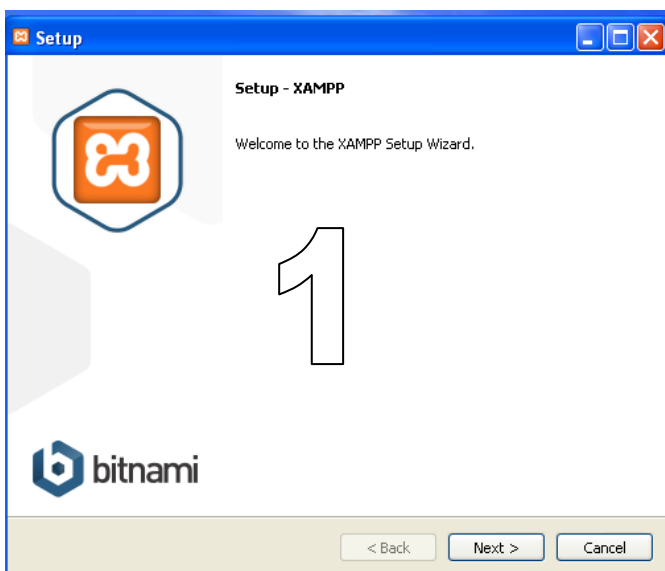 Setup
Setup - XAMPP
Welcome to the XAMPP Setup Wizard.
1
bitnami
< Back Next > Cancel